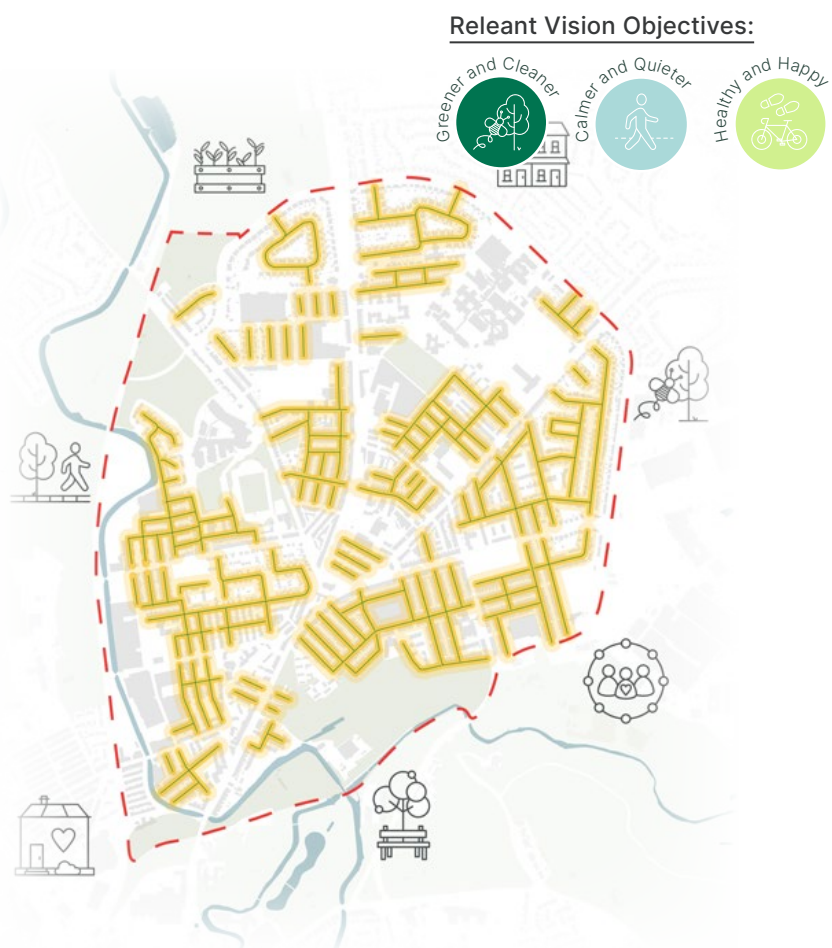 Releant Vision Objectives:
Greener and Cleaner
Calmer and Quieter
Healthy and Happy